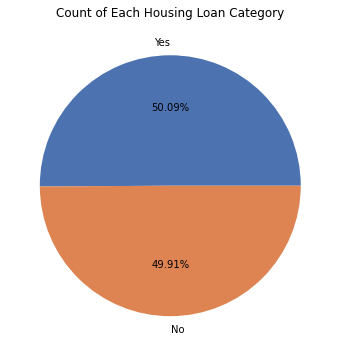 Count of Each Housing Loan Category
Yes
50.09%
49.91%
No